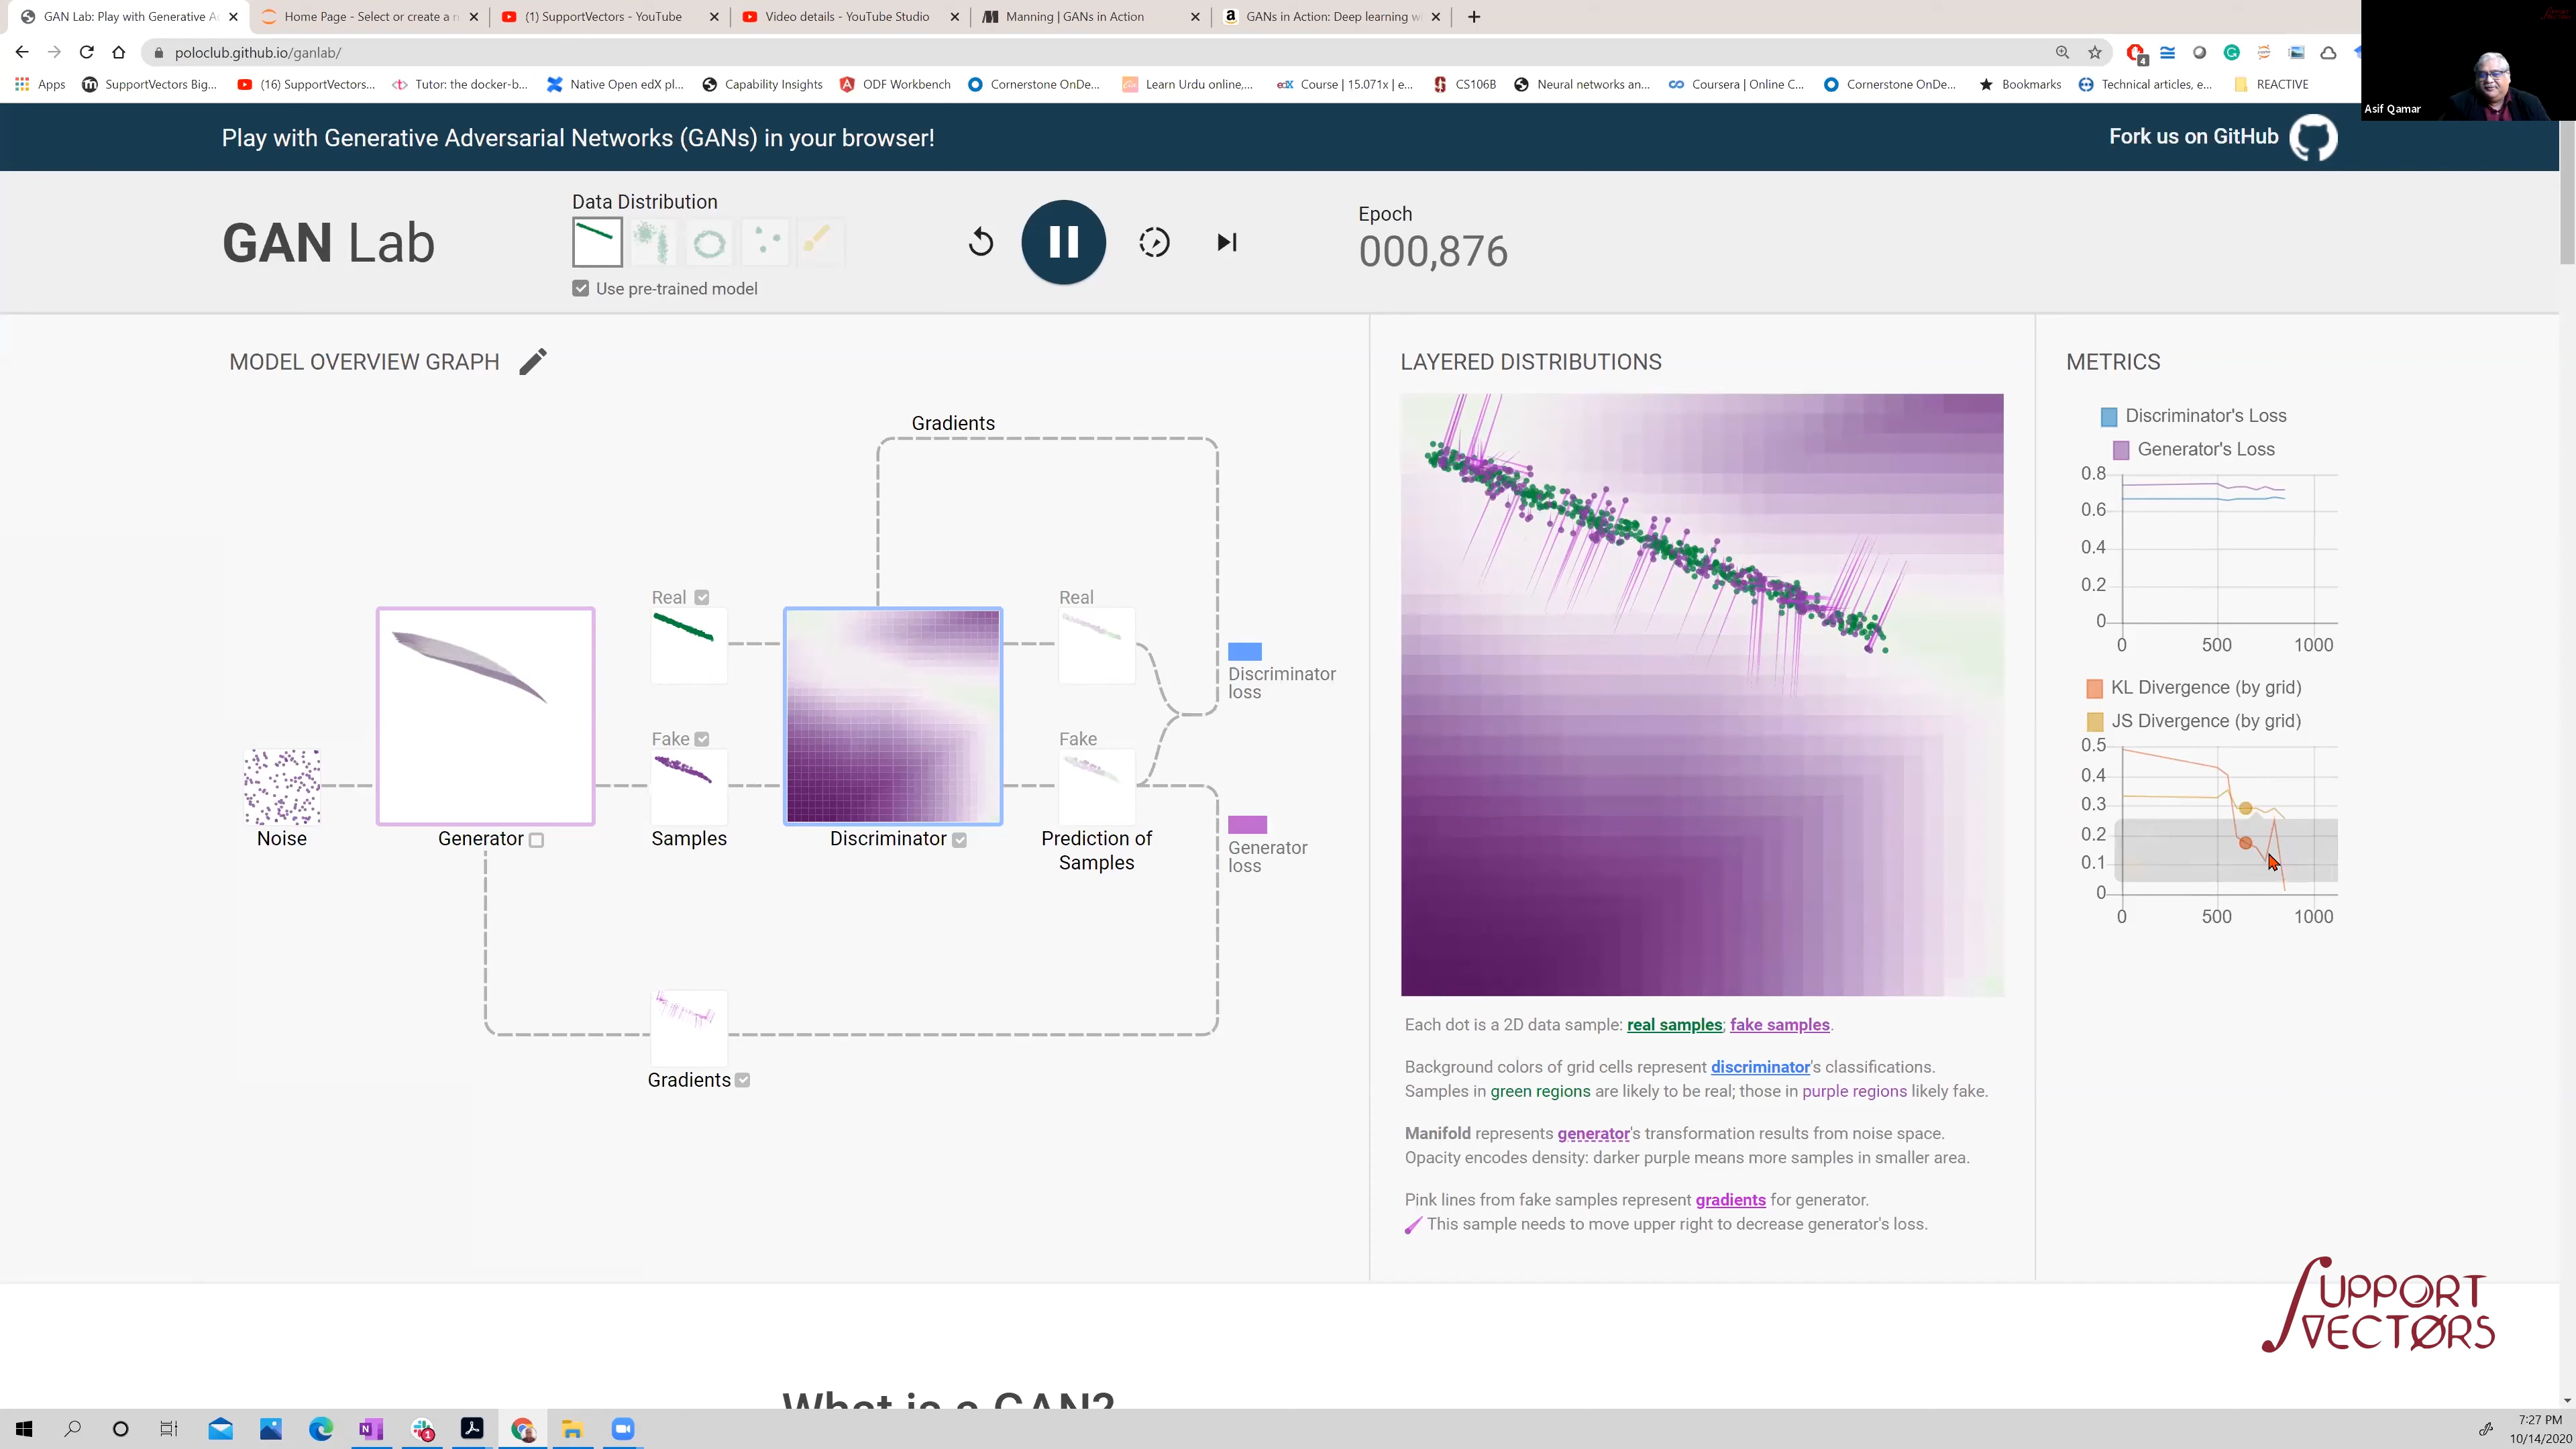 GAN Lab: Play with Generative A
Home Page - Select or create a n
(1) SupportVectors - YouTube
Video details - YouTube Studio
Manning | GANs in Action
GANs in Action: Deep learning w
poloclub.github.io/ganlab/
Apps
SupportVectors Big...
(16) SupportVectors...
Tutor: the docker-b...
Native Open edX pl...
Capability Insights
ODF Workbench
Cornerstone OnDe...
Learn Urdu online,...
Course | 15.071x | e...
CS106B
Neural networks an...
Coursera | Online C...
Cornerstone OnDe...
Bookmarks
Technical articles, e...
REACTIVE
Asif Qamar
Play with Generative Adversarial Networks (GANs) in your browser!
Fork us on GitHub
GAN Lab
Data Distribution
Use pre-trained model
Epoch
000,876
MODEL OVERVIEW GRAPH
Gradients
Real
Fake
Real
Fake
Noise
Generator
Samples
Discriminator
Prediction of
Samples
Discriminator
loss
Generator
loss
Gradients
LAYERED DISTRIBUTIONS
Each dot is a 2D data sample: real samples; fake samples.
Background colors of grid cells represent discriminator's classifications.
Samples in green regions are likely to be real; those in purple regions likely fake.
Manifold represents generator's transformation results from noise space.
Opacity encodes density: darker purple means more samples in smaller area.
Pink lines from fake samples represent gradients for generator.
This sample needs to move upper right to decrease generator's loss.
METRICS
Discriminator's Loss
Generator's Loss
0.8
0.6
0.4
0.2
0
0 500 1000
KL Divergence (by grid)
JS Divergence (by grid)
0.5
0.4
0.3
0.2
0.1
0
0 500 1000
SUPPORT
VECTORS
What is a GAN?
7:27 PM
10/14/2020